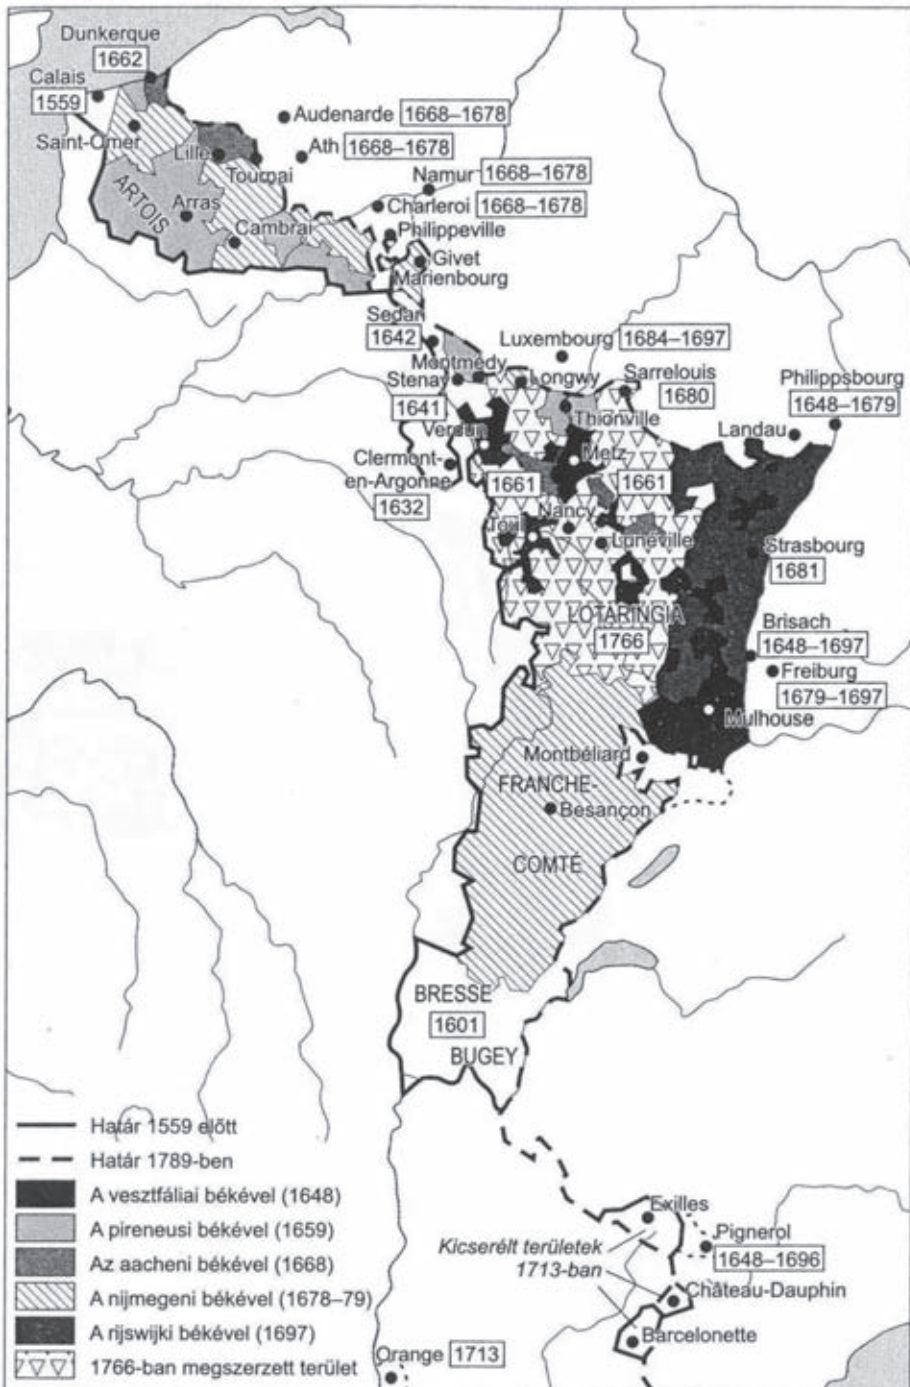 Dunkerque
1662
Calais
1559
Audenarde 1668–1678
Saint-Omer
Lille
Ath 1668–1678
Tournai
Namur 1668–1678
ARTOIS
Arras
Charleroi 1668–1678
Cambrai
Philippeville
Givet
Marienbourg
Sedan
1642
Luxembourg 1684–1697
Montmédy
Stenay
1641
Longwy
Sarrelouis
1680
Philippsbourg
1648–1679
Thionville
Verdun
Landau
Metz
Clermont-
en-Argonne
1632
1661
1661
Nancy
Toul
Lunéville
Strasbourg
1681
LOTARINGIA
1766
Brisach
1648–1697
Freiburg
1679–1697
Mulhouse
Montbéliard
FRANCHE-
Besançon
COMTÉ
BRESSE
1601
BUGEY
Határ 1559 előtt
Határ 1789-ben
A vesztfáliai békével (1648)
A pireneusi békével (1659)
Az aacheni békével (1668)
A nijmegeni békével (1678–79)
A rijswijki békével (1697)
1766-ban megszerzett terület
Exilles
Kicserélt területek
1713-ban
Pignerol
1648–1696
Château-Dauphin
Barcelonette
Orange 1713